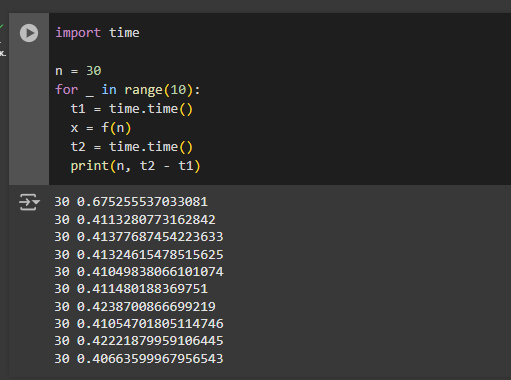 import time
n = 30
for _ in range(10):
  t1 = time.time()
  x = f(n)
  t2 = time.time()
  print(n, t2 - t1)
30 0.675255537033081
30 0.4113280773162842
30 0.41377687454223633
30 0.41324615478515625
30 0.41049838066101074
30 0.411480188369751
30 0.4238700866699219
30 0.41054701805114746
30 0.42221879959106445
30 0.40663599967956543